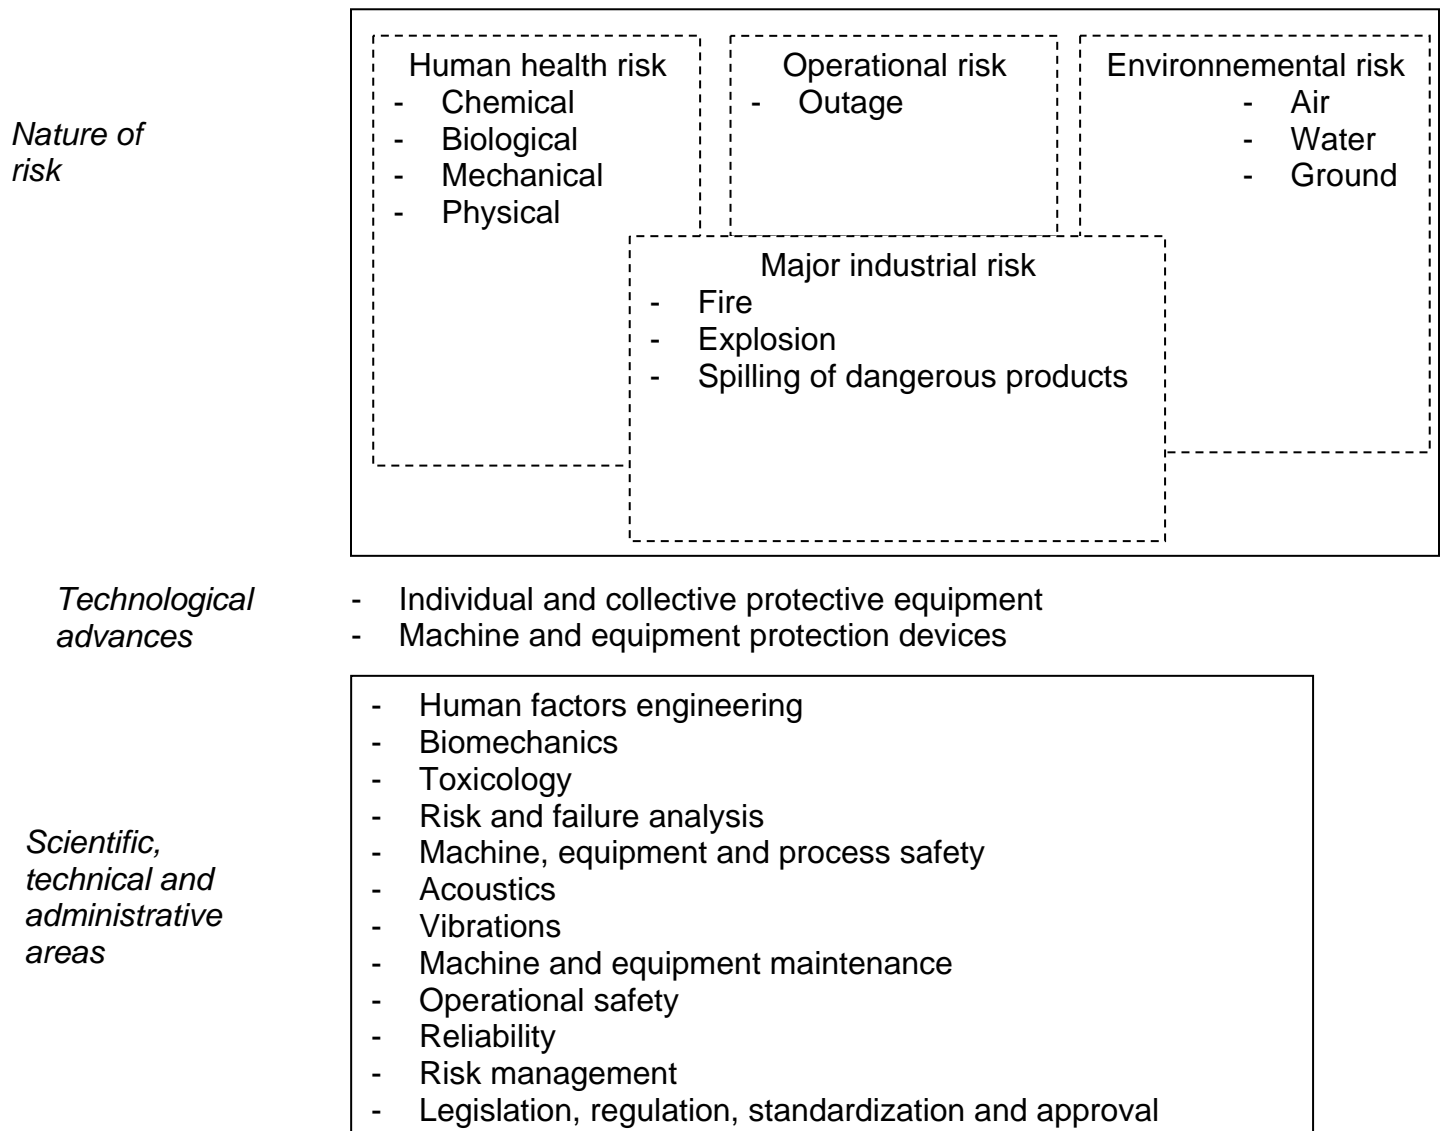 Nature of
risk
Human health risk
- Chemical
- Biological
- Mechanical
- Physical
Operational risk
- Outage
Environnemental risk
- Air
- Water
- Ground
Major industrial risk
- Fire
- Explosion
- Spilling of dangerous products
Technological
advances
- Individual and collective protective equipment
- Machine and equipment protection devices
Scientific,
technical and
administrative
areas
- Human factors engineering
- Biomechanics
- Toxicology
- Risk and failure analysis
- Machine, equipment and process safety
- Acoustics
- Vibrations
- Machine and equipment maintenance
- Operational safety
- Reliability
- Risk management
- Legislation, regulation, standardization and approval